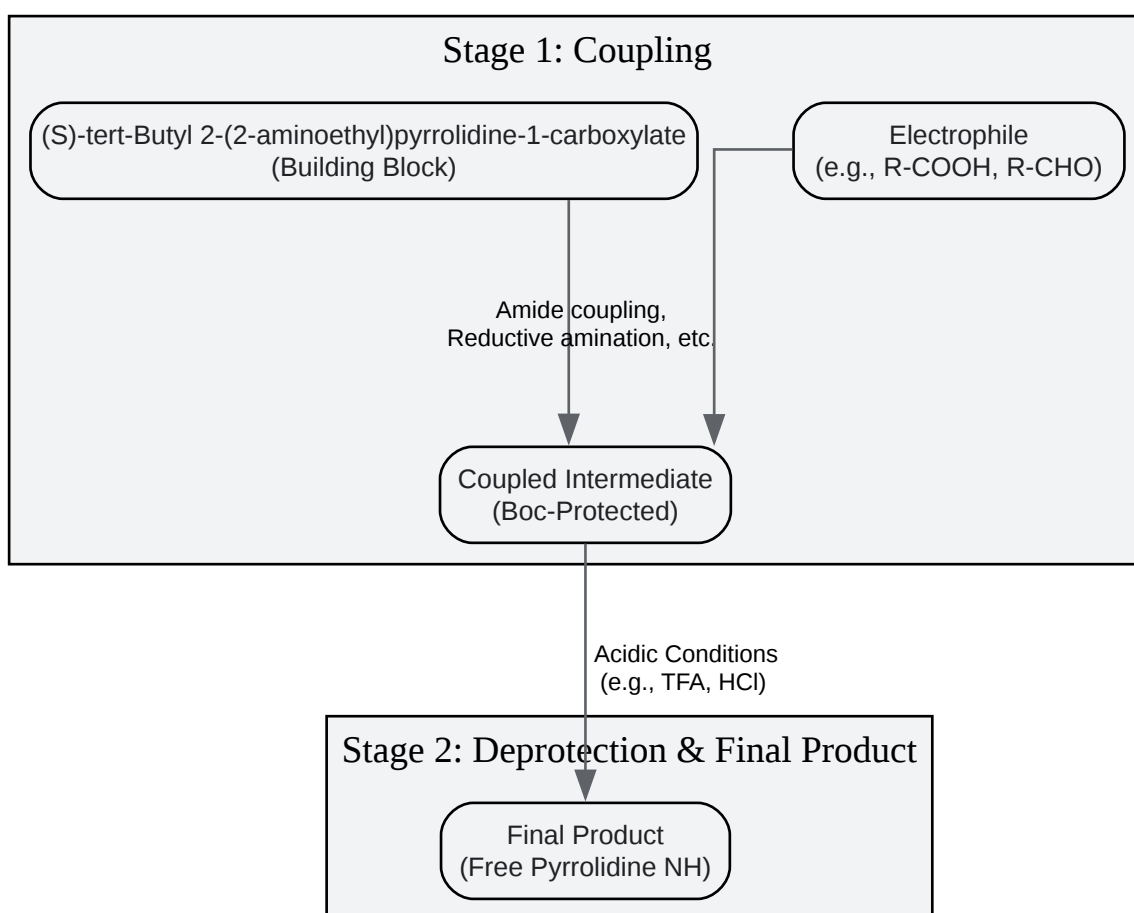 Stage 1: Coupling
(S)-tert-Butyl 2-(2-aminoethyl)pyrrolidine-1-carboxylate
(Building Block)
Electrophile
(e.g., R-COOH, R-CHO)
Amide coupling,
Reductive amination, etc.
Coupled Intermediate
(Boc-Protected)
Acidic Conditions
(e.g., TFA, HCl)
Stage 2: Deprotection & Final Product
Final Product
(Free Pyrrolidine NH)